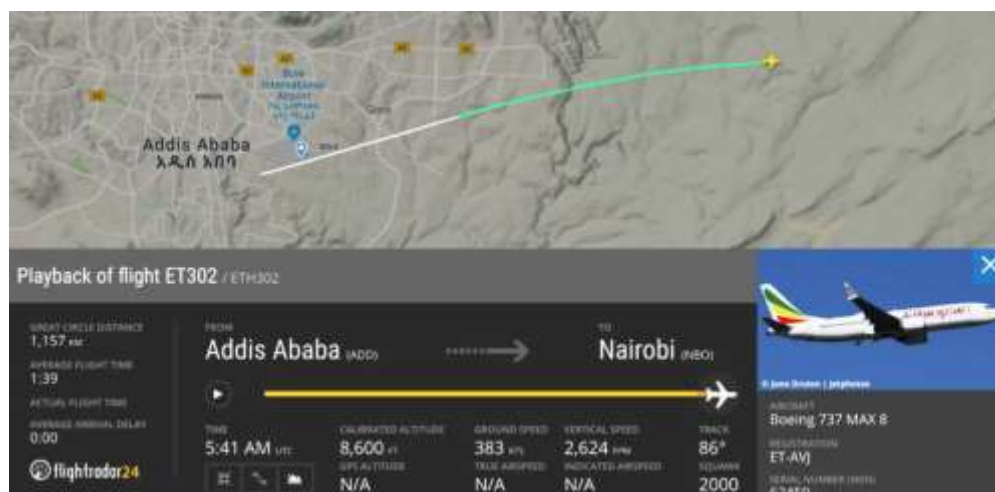 Addis Ababa
አዲስ አበባ
Playback of flight ET302 / ETH302
GREAT CIRCLE DISTANCE
1,157 KM
AVERAGE FLIGHT TIME
1:39
ACTUAL FLIGHT TIME
AVERAGE ARRIVAL DELAY
0:00
flightradar24
FROM
Addis Ababa (ADD)
TO
Nairobi (NBO)
TIME
5:41 AM UTC
CALIBRATED ALTITUDE
8,600 FT
GPS ALTITUDE
N/A
GROUND SPEED
383 KTS
TRUE AIRSPEED
N/A
VERTICAL SPEED
2,624 FPM
INDICATED AIRSPEED
N/A
TRACK
86°
SQUAWK
2000
AIRCRAFT
Boeing 737 MAX 8
REGISTRATION
ET-AVJ
SERIAL NUMBER (MSN)